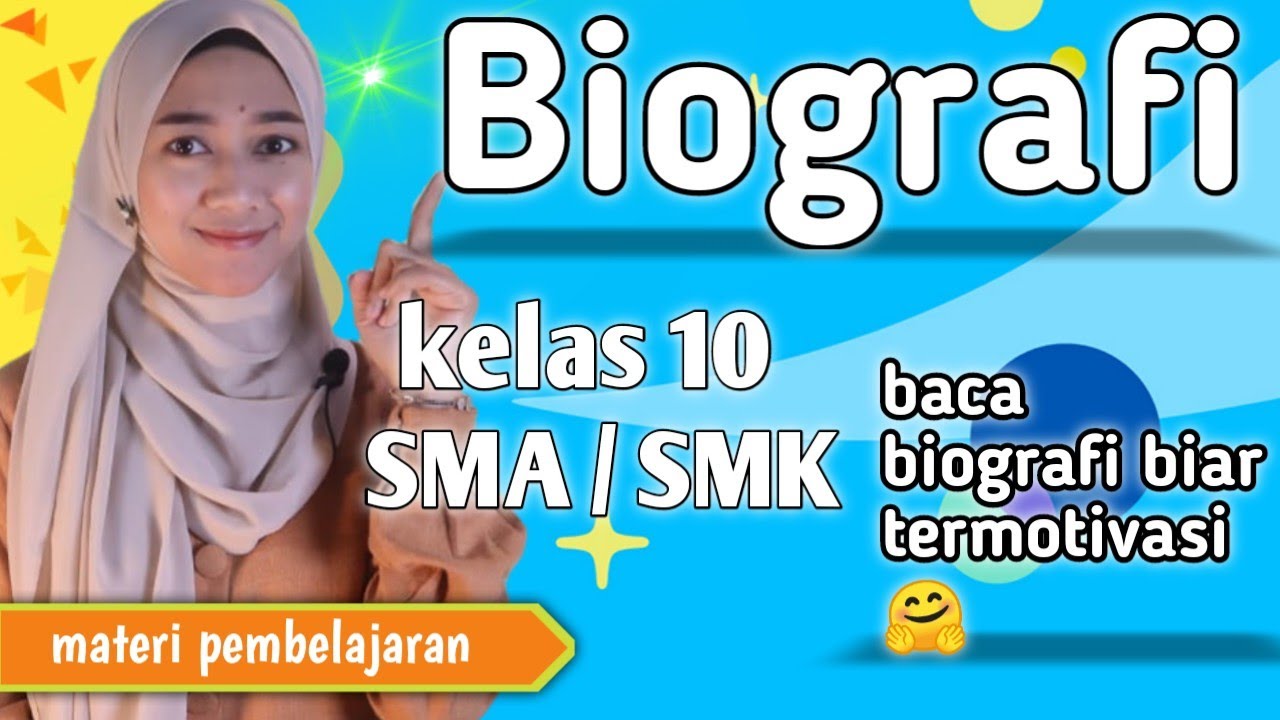 Biografi
kelas 10
SMA / SMK
baca
biografi biar
termotivasi
materi pembelajaran